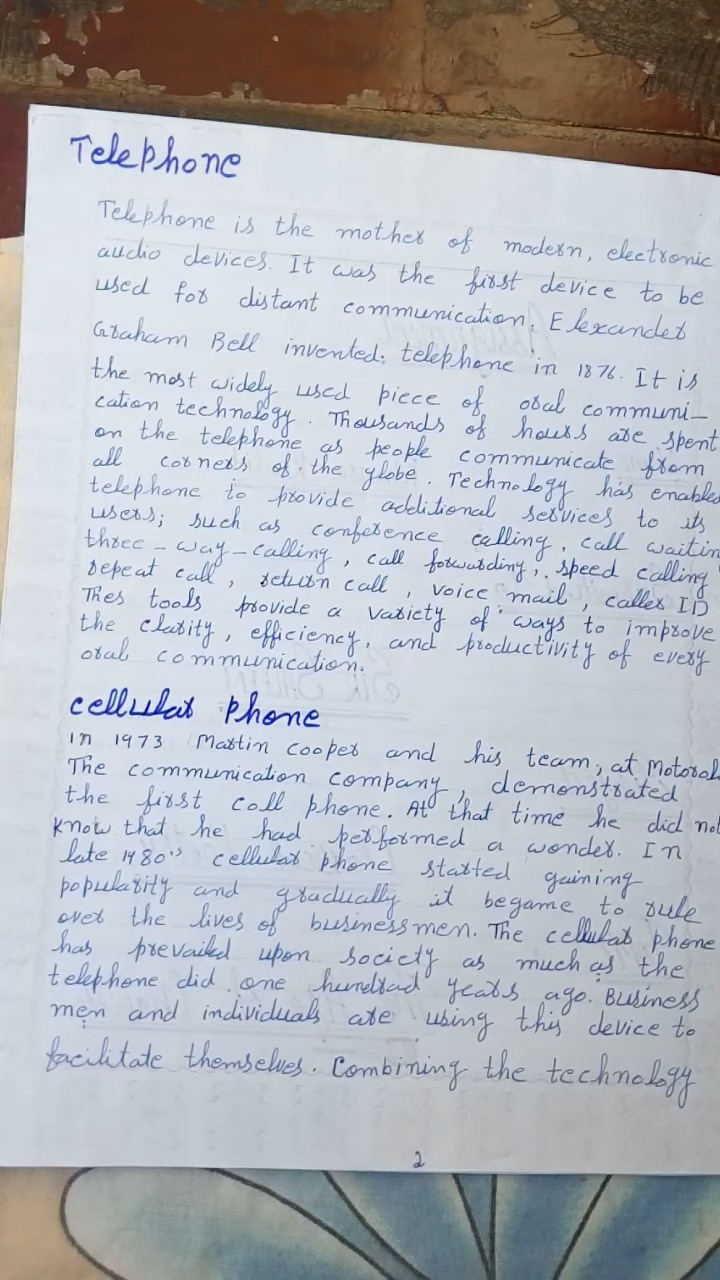 Telephone
Telephone is the mother of modern, electronic
audio devices. It was the first device to be
used for distant communication. Elexander
Graham Bell invented. telephone in 1876. It is
the most widely used piece of oral communi-
cation technology. Thousands of hours are spent
on the telephone as people communicate from
all corners of the globe. Technology has enabled
telephone to provide additional services to its
users; such as conference calling, call waitin
three-way-calling, call forwarding, speed calling
repeat call, return call, voice mail, caller ID
Thes tools provide a variety of ways to improve
the clarity, efficiency, and productivity of every
oral communication.
cellular phone
In 1973 Martin Cooper and his team, at Motorol
The communication company, demonstrated
the first coll phone. At that time he did not
know that he had performed a wonder. In
late 1980's cellular phone started gaining
popularity and gradually it begame to rule
over the lives of businessmen. The cellular phone
has prevailed upon society as much as the
telephone did one hundrad years ago. Business
men and individuals are using this device to
facilitate themselves. Combining the technology
2